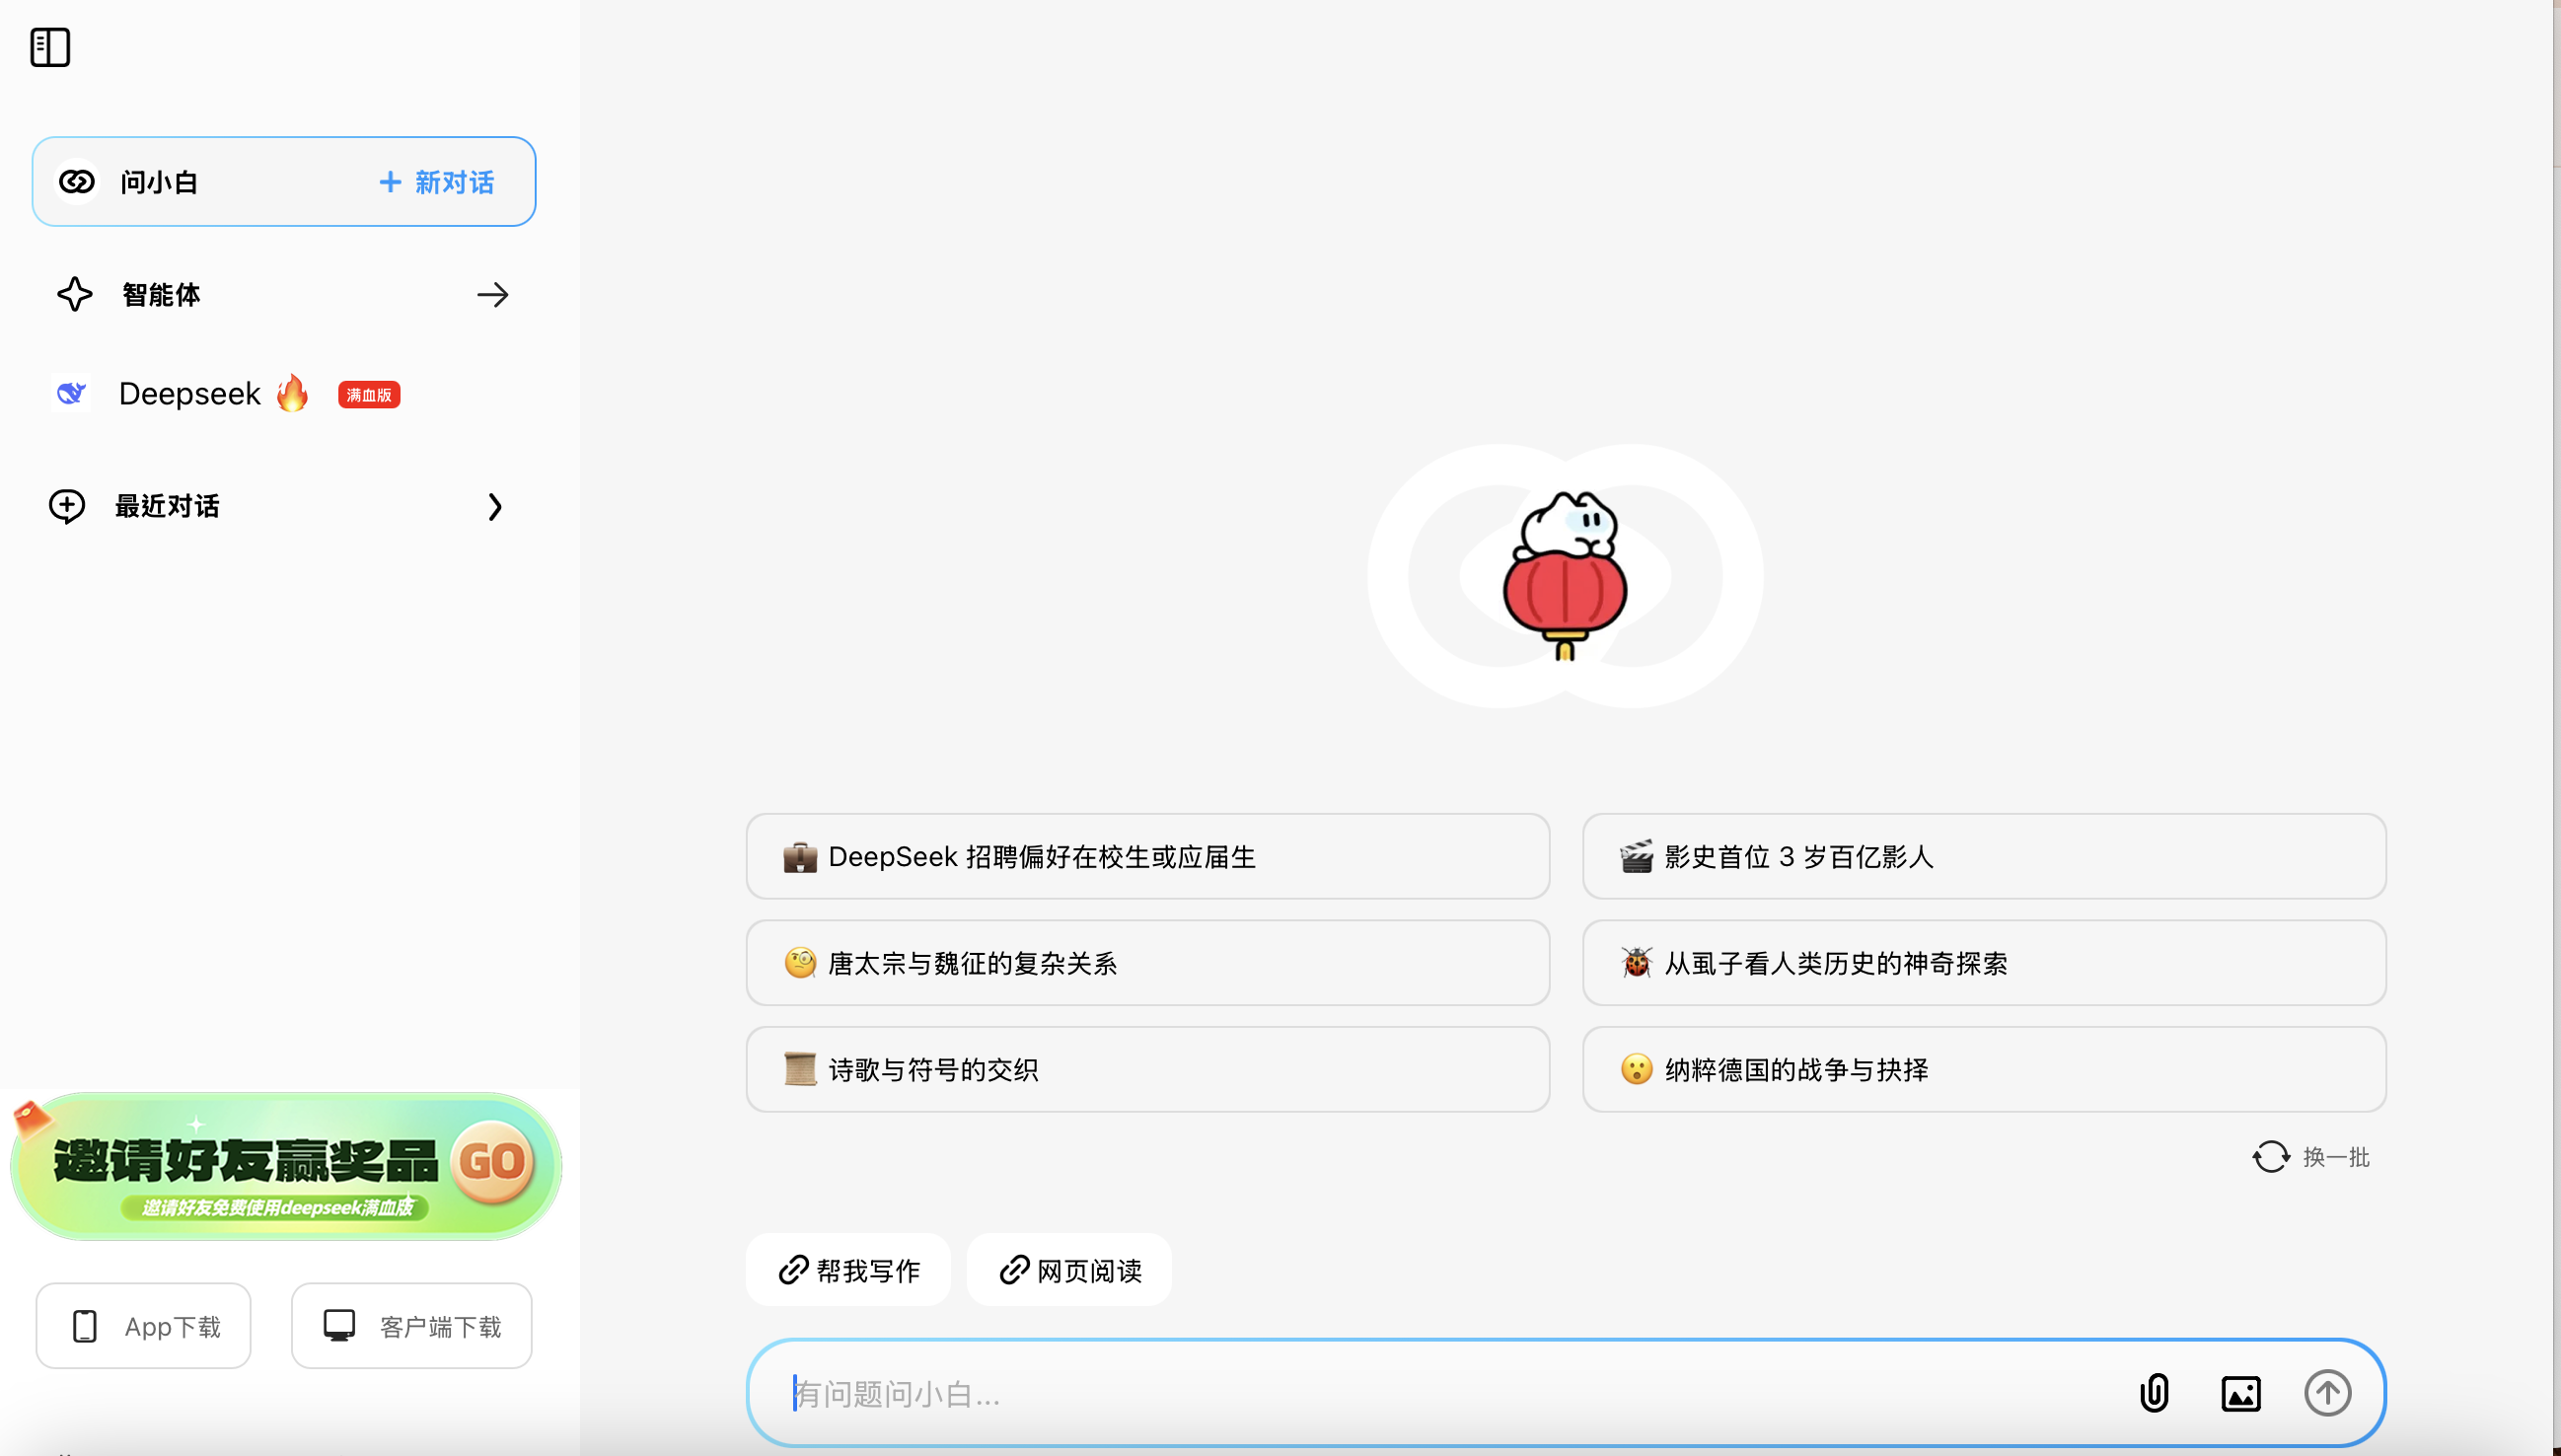 问小白
+ 新对话
智能体
Deepseek 🔥 满血版
最近对话
邀请好友赢奖品 GO
邀请好友免费使用deepseek满血版
App下载
客户端下载
DeepSeek 招聘偏好在校生或应届生
影史首位 3 岁百亿影人
唐太宗与魏征的复杂关系
从虱子看人类历史的神奇探索
诗歌与符号的交织
纳粹德国的战争与抉择
换一批
帮我写作
网页阅读
有问题问小白...